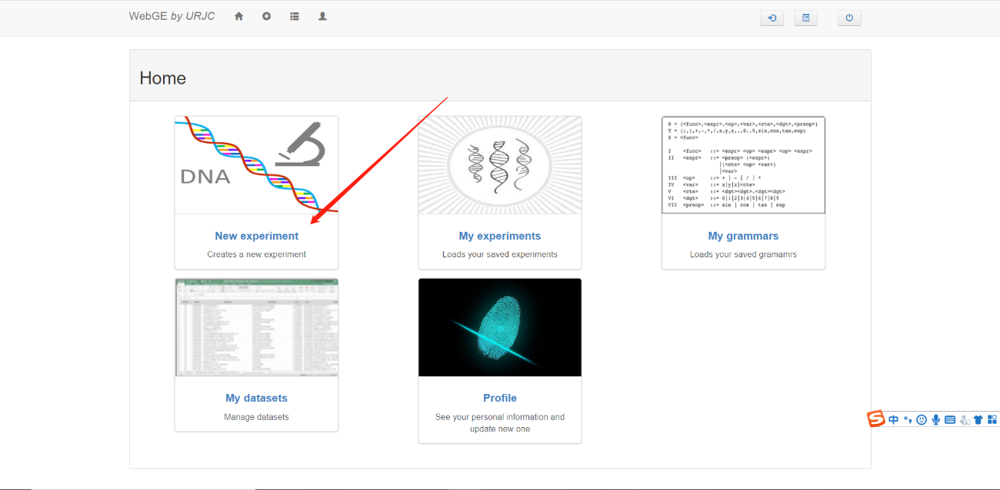 WebGE by URJC
Home
DNA
N = {<func>,<expr>,<op>,<var>,<cte>,<dgt>,<preop>}
T = {(,),+,-,*,/,x,y,z,.,0..9,sin,cos,tan,exp}
S = <func>
I <func> ::= <expr> <op> <expr> <op> <expr>
II <expr> ::= <preop> (<expr>)
|(<cte> <op> <var>)
|<var>
III <op> ::= + | - | / | *
IV <var> ::= x|y|z|<cte>
V <cte> ::= <dgt><dgt>.<dgt><dgt>
VI <dgt> ::= 0|1|2|3|4|5|6|7|8|9
VII <preop> ::= sin | cos | tan | exp
New experiment
Creates a new experiment
My experiments
Loads your saved experiments
My grammars
Loads your saved gramamrs
My datasets
Manage datasets
Profile
See your personal information and
update new one
S 中